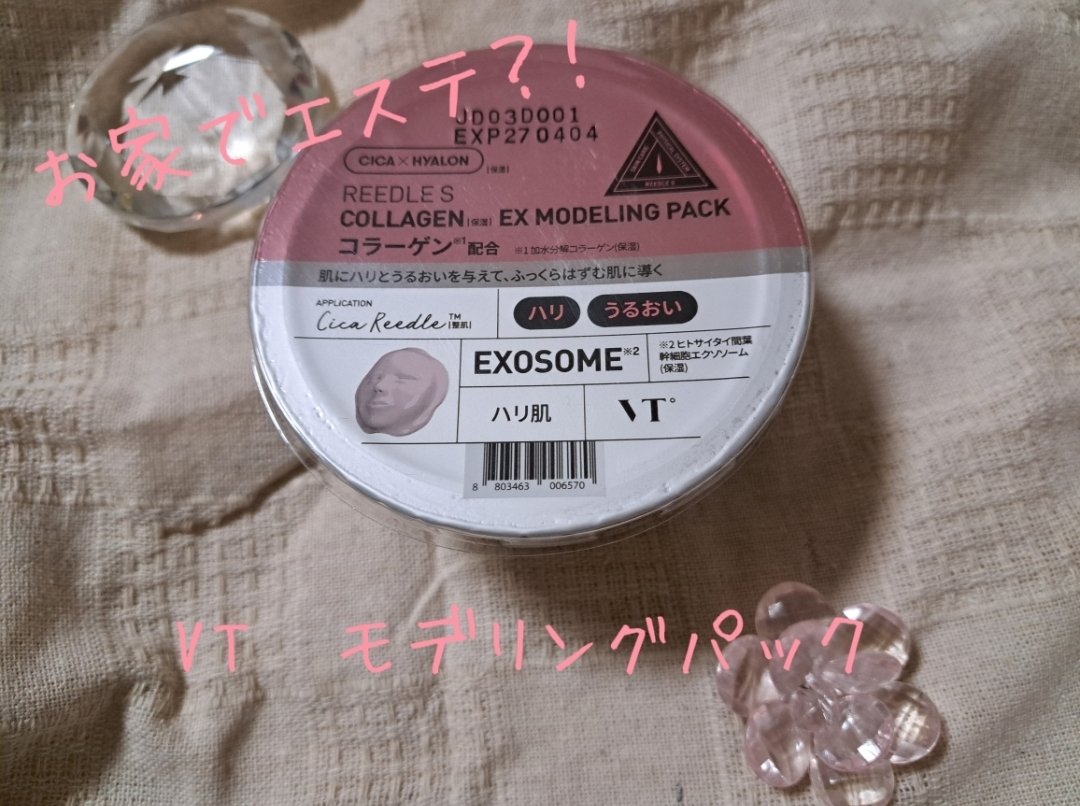 お家でエステ?!
JD03D001
EXP270404
CICA×HYALON [保湿]
REEDLE S
COLLAGEN [保湿] EX MODELING PACK
コラーゲン※1配合 ※1 加水分解コラーゲン(保湿)
肌にハリとうるおいを与えて、ふっくらはずむ肌に導く
APPLICATION
Cica Reedle™ [整肌]
ハリ うるおい
EXOSOME※2
※2 ヒトサイタイ間葉
幹細胞エクソソーム
(保湿)
ハリ肌
VT°
8 803463 006570
REEDLE S
VT モデリングパック